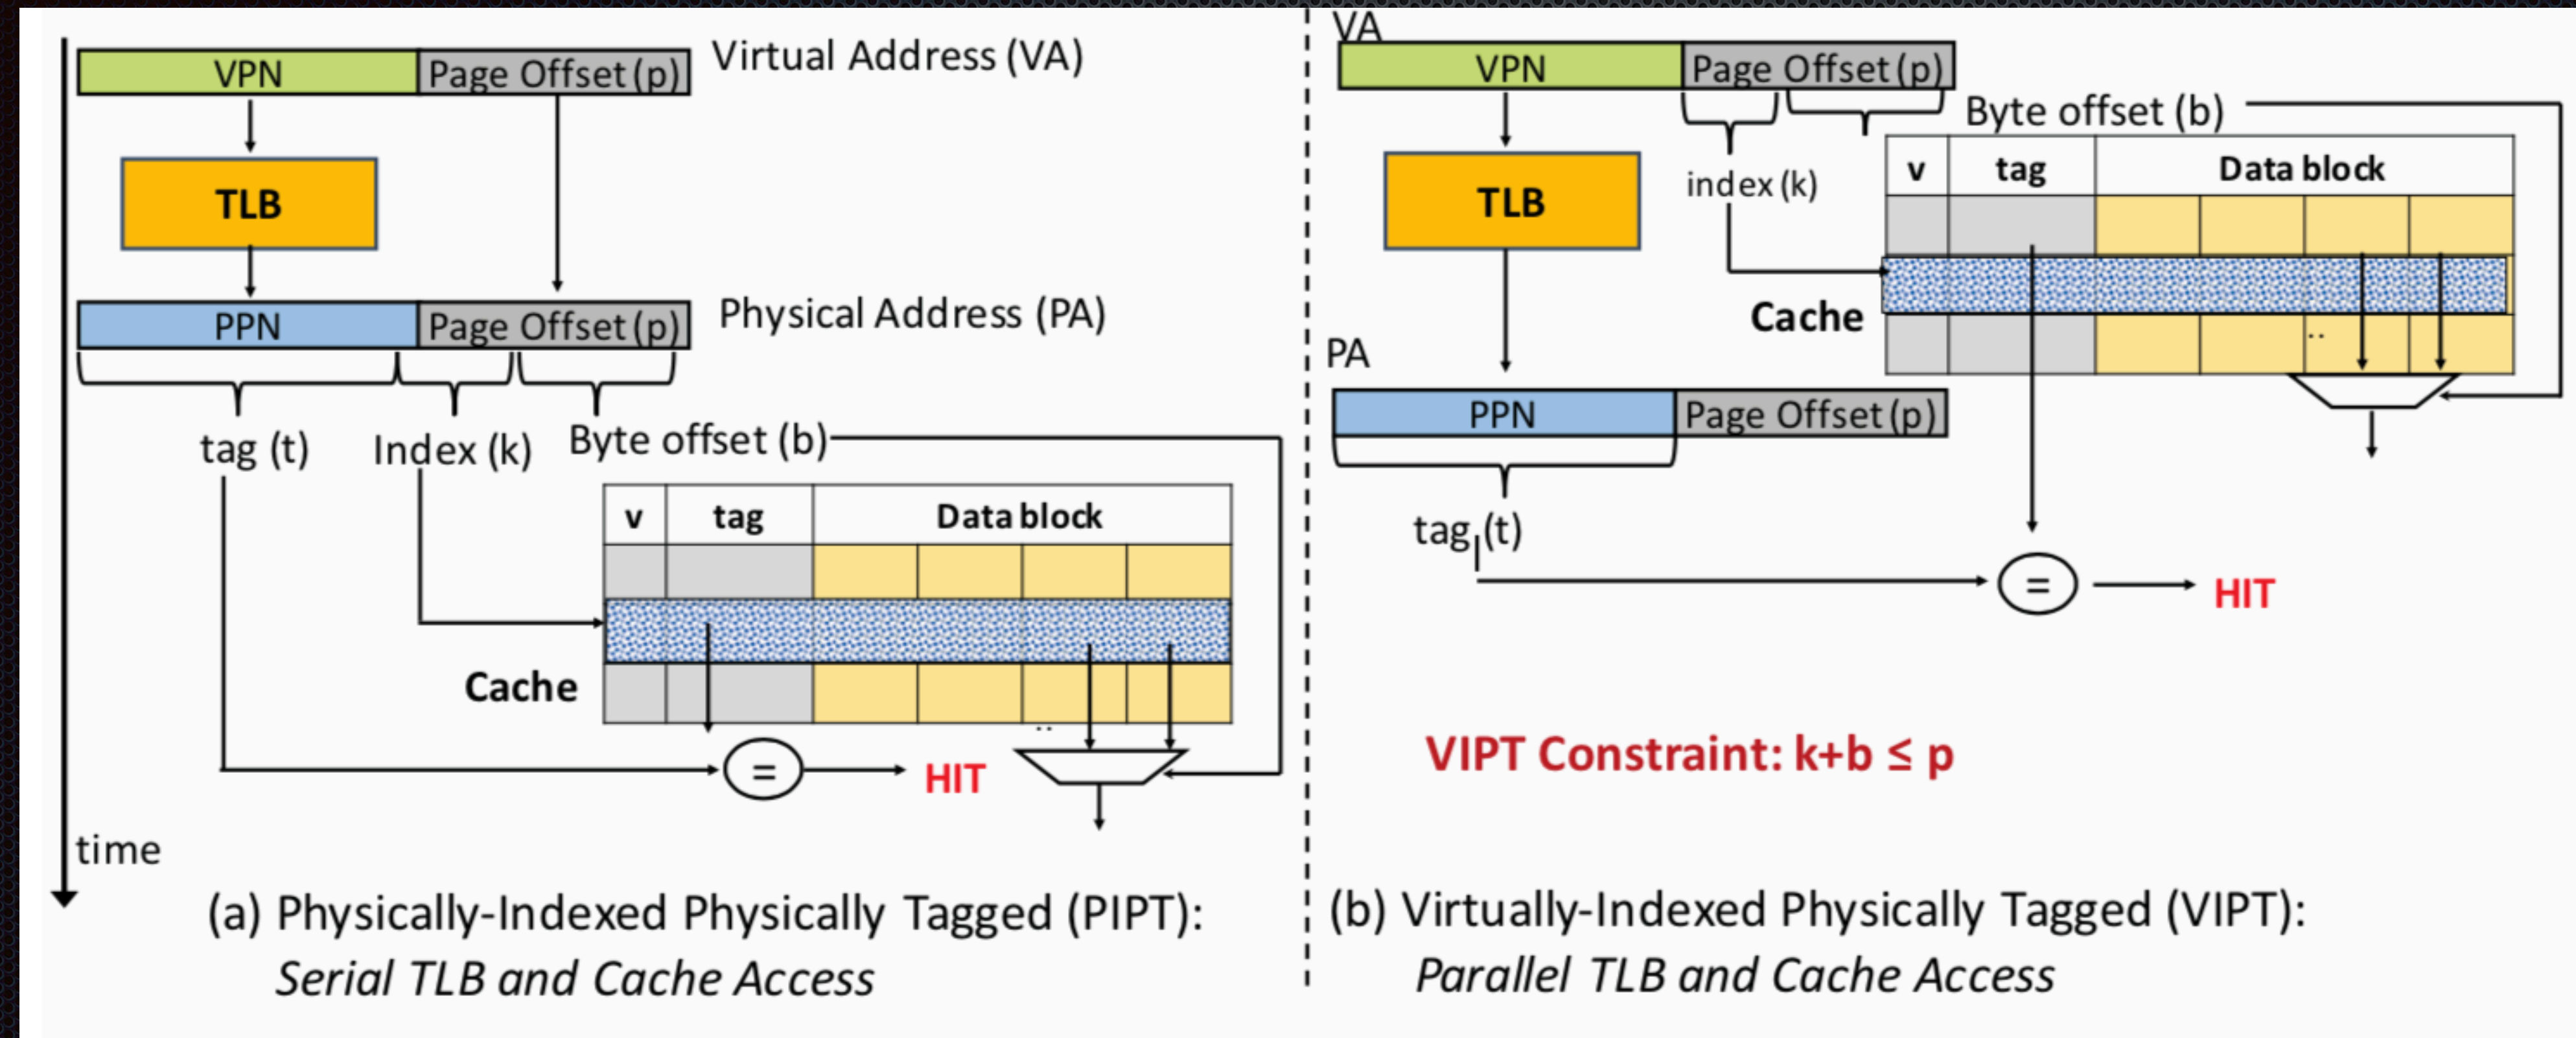 VPN
Page Offset (p)
Virtual Address (VA)
TLB
PPN
Page Offset (p)
Physical Address (PA)
tag (t)
Index (k)
Byte offset (b)
v
tag
Data block
Cache
..
=
HIT
time
(a) Physically-Indexed Physically Tagged (PIPT):
Serial TLB and Cache Access
VA
VPN
Page Offset (p)
Byte offset (b)
TLB
index (k)
v
tag
Data block
Cache
..
PA
PPN
Page Offset (p)
tag (t)
=
HIT
VIPT Constraint: k+b ≤ p
(b) Virtually-Indexed Physically Tagged (VIPT):
Parallel TLB and Cache Access